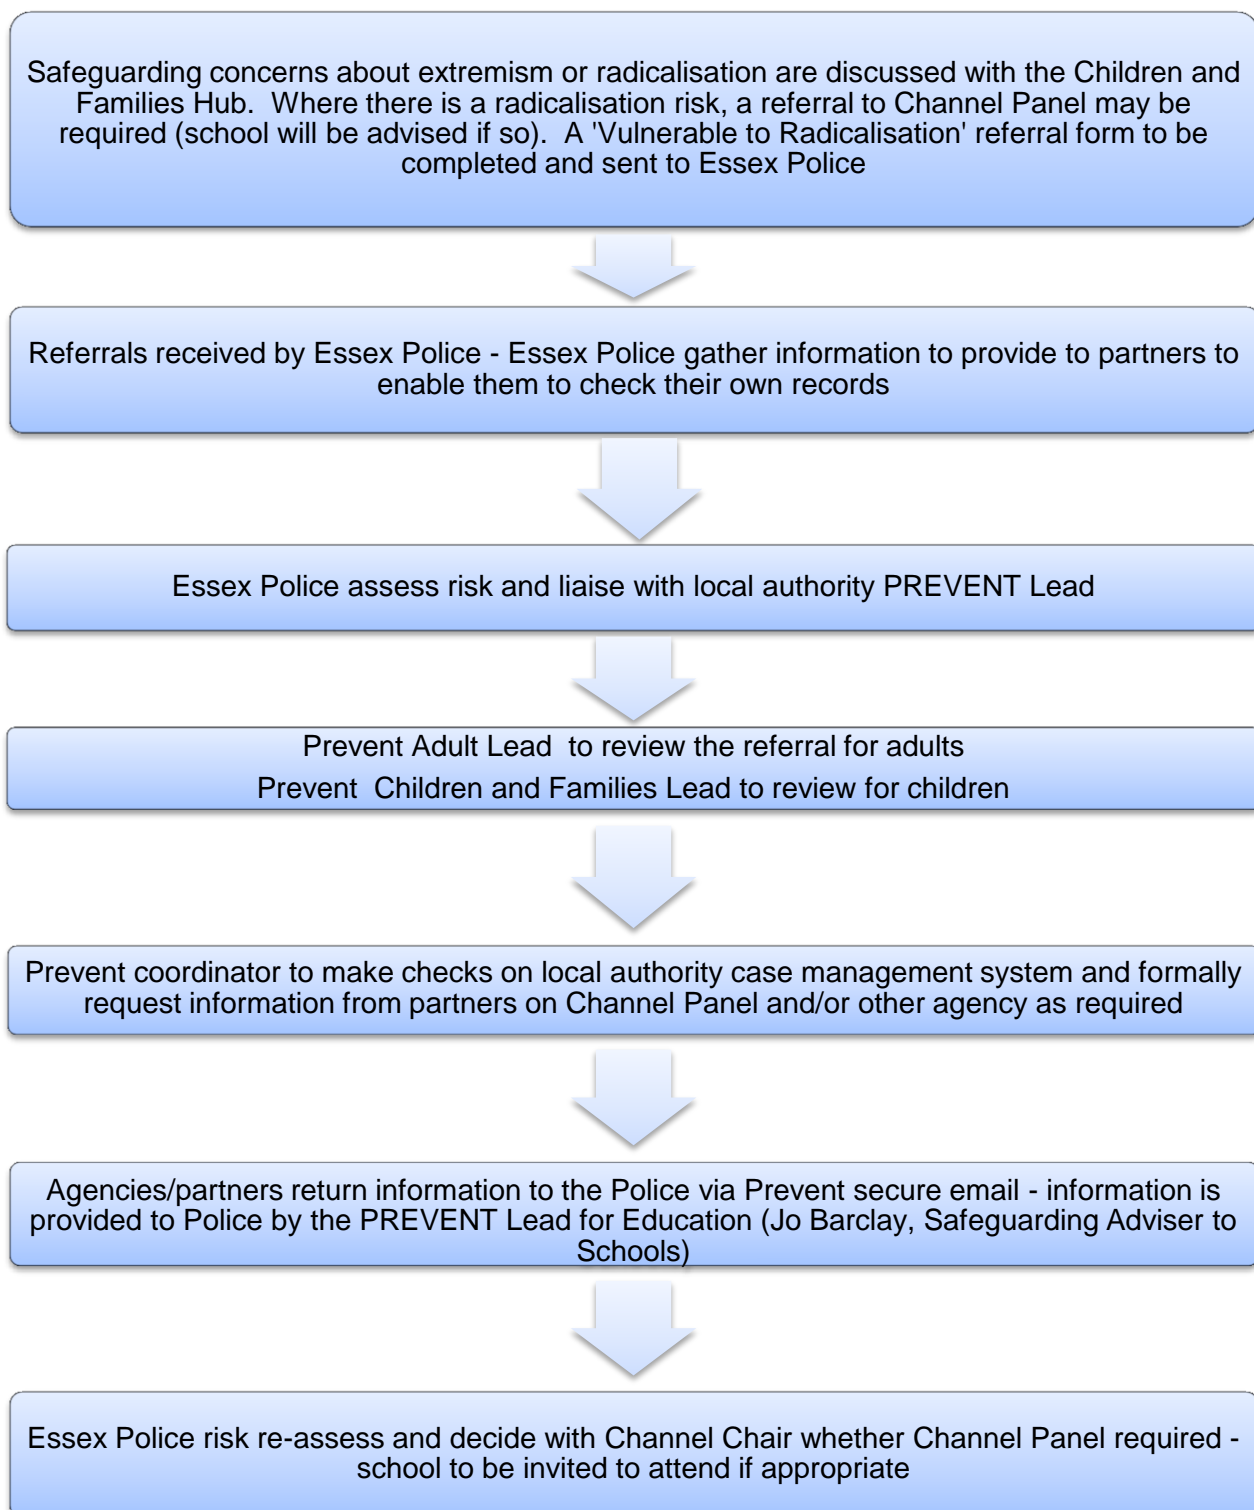 Safeguarding concerns about extremism or radicalisation are discussed with the Children and
Families Hub.  Where there is a radicalisation risk, a referral to Channel Panel may be
required (school will be advised if so).  A 'Vulnerable to Radicalisation' referral form to be
completed and sent to Essex Police
Referrals received by Essex Police - Essex Police gather information to provide to partners to
enable them to check their own records
Essex Police assess risk and liaise with local authority PREVENT Lead
Prevent Adult Lead  to review the referral for adults
Prevent  Children and Families Lead to review for children
Prevent coordinator to make checks on local authority case management system and formally
request information from partners on Channel Panel and/or other agency as required
Agencies/partners return information to the Police via Prevent secure email - information is
provided to Police by the PREVENT Lead for Education (Jo Barclay, Safeguarding Adviser to
Schools)
Essex Police risk re-assess and decide with Channel Chair whether Channel Panel required -
school to be invited to attend if appropriate